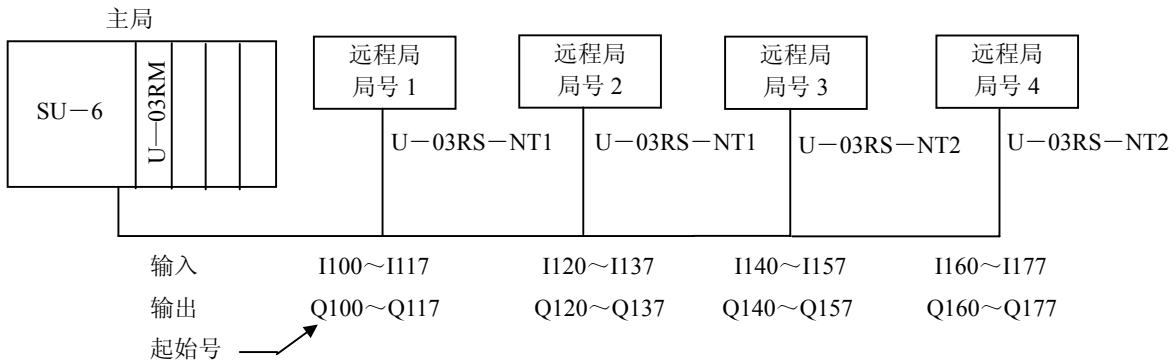 主局
SU-6
U-03RM
远程局
局号 1
远程局
局号 2
远程局
局号 3
远程局
局号 4
U-03RS-NT1
U-03RS-NT1
U-03RS-NT2
U-03RS-NT2
输入 I100～I117 I120～I137 I140～I157 I160～I177
输出 Q100～Q117 Q120～Q137 Q140～Q157 Q160～Q177
起始号